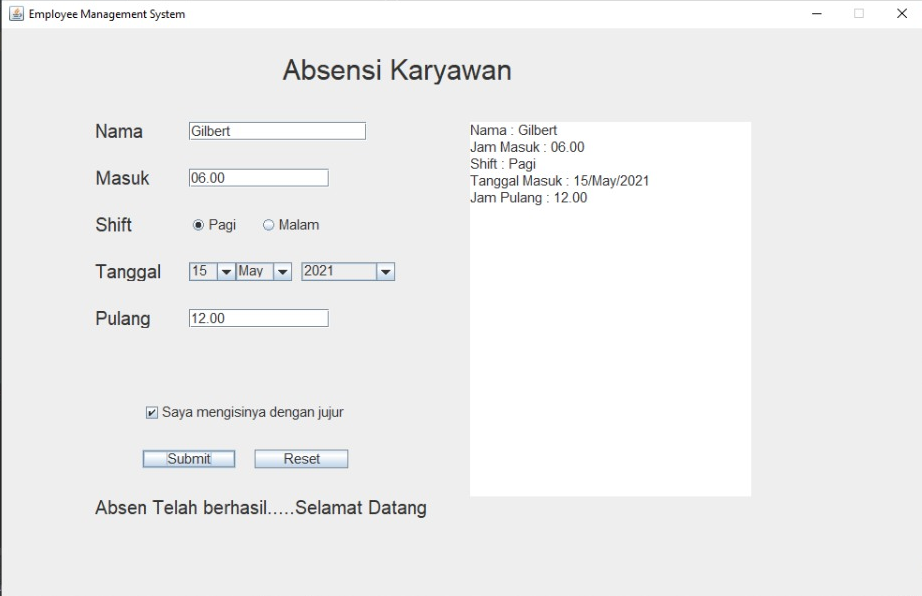 Employee Management System
Absensi Karyawan
Nama Gilbert
Masuk 06.00
Shift Pagi Malam
Tanggal 15 May 2021
Pulang 12.00
Saya mengisinya dengan jujur
Submit Reset
Absen Telah berhasil.....Selamat Datang
Nama : Gilbert
Jam Masuk : 06.00
Shift : Pagi
Tanggal Masuk : 15/May/2021
Jam Pulang : 12.00